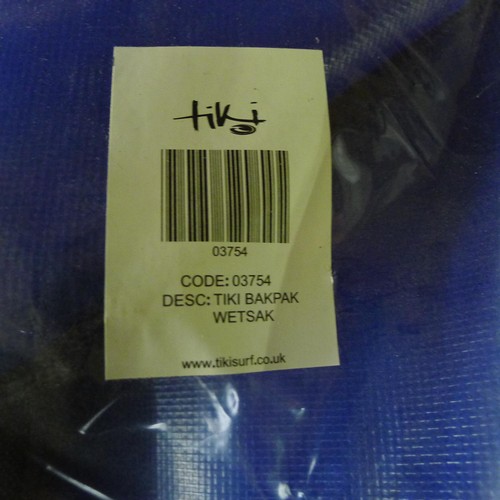 tiki
03754
CODE: 03754
DESC: TIKI BAKPAK
WETSAK
www.tikisurf.co.uk